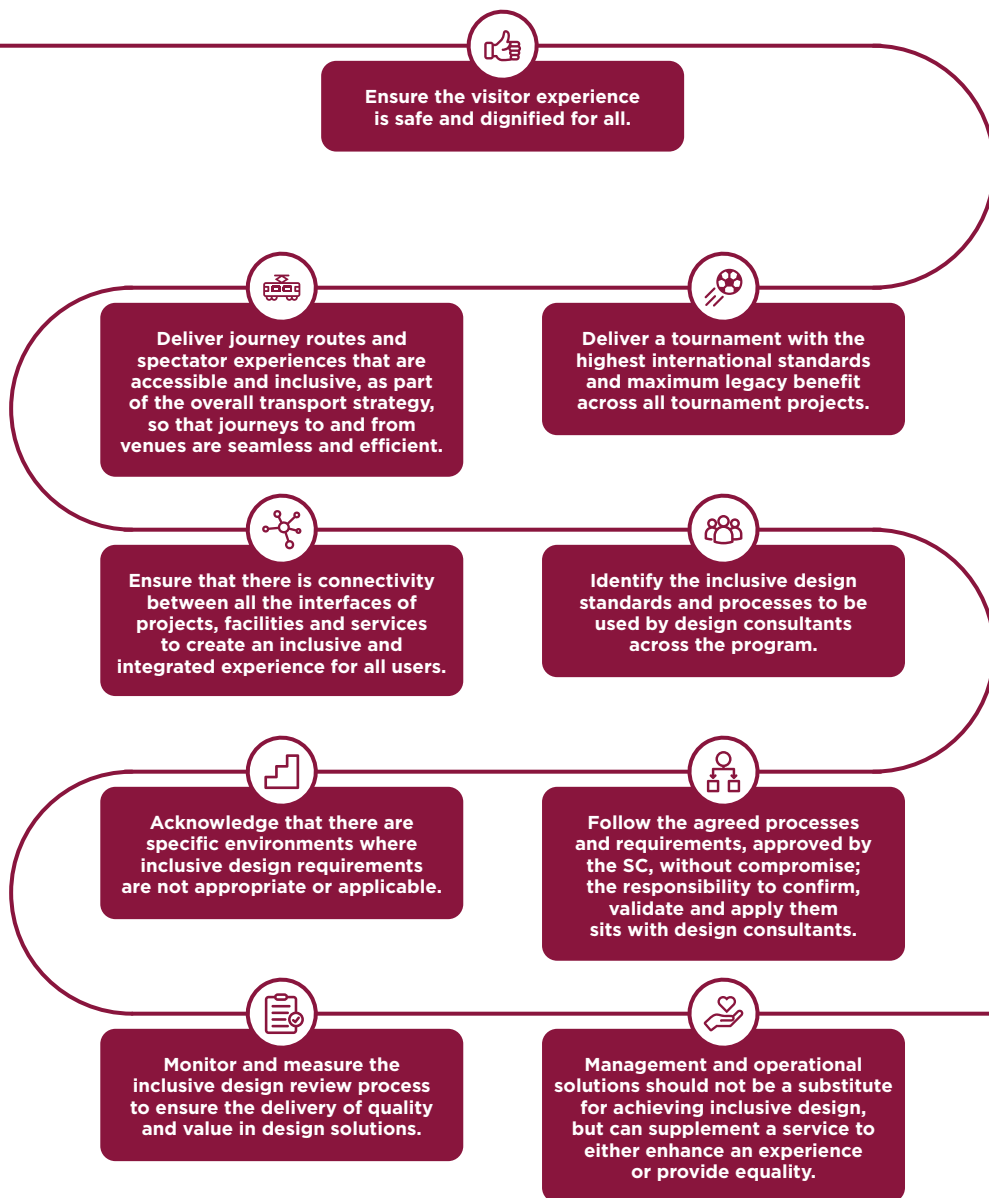 Ensure the visitor experience
is safe and dignified for all.
Deliver a tournament with the
highest international standards
and maximum legacy benefit
across all tournament projects.
Deliver journey routes and
spectator experiences that are
accessible and inclusive, as part
of the overall transport strategy,
so that journeys to and from
venues are seamless and efficient.
Ensure that there is connectivity
between all the interfaces of
projects, facilities and services
to create an inclusive and
integrated experience for all users.
Identify the inclusive design
standards and processes to be
used by design consultants
across the program.
Follow the agreed processes
and requirements, approved by
the SC, without compromise;
the responsibility to confirm,
validate and apply them
sits with design consultants.
Acknowledge that there are
specific environments where
inclusive design requirements
are not appropriate or applicable.
Monitor and measure the
inclusive design review process
to ensure the delivery of quality
and value in design solutions.
Management and operational
solutions should not be a substitute
for achieving inclusive design,
but can supplement a service to
either enhance an experience
or provide equality.